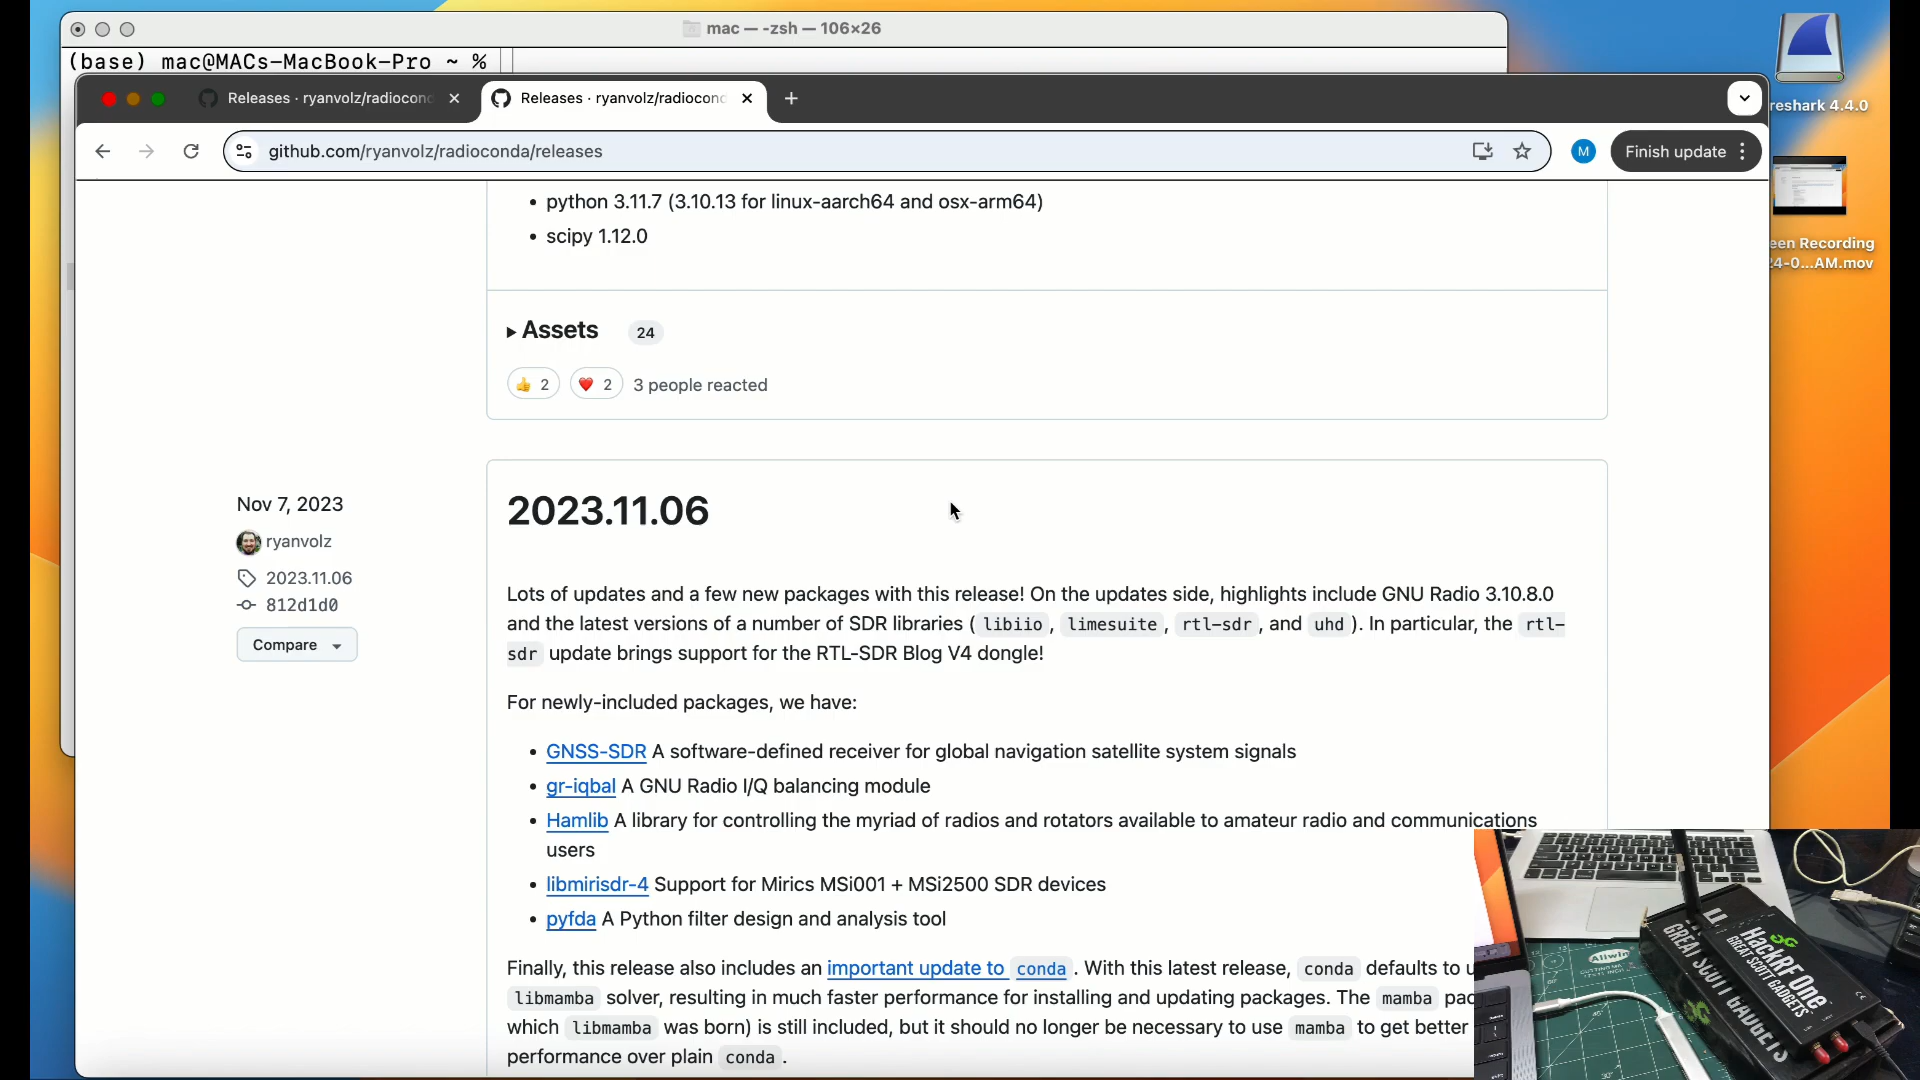 mac — -zsh — 106×26
(base) mac@MACs-MacBook-Pro ~ %
Releases · ryanvolz/radiocond
Releases · ryanvolz/radiocond
github.com/ryanvolz/radioconda/releases
M
Finish update
reshark 4.4.0
een Recording
24-0...AM.mov
• python 3.11.7 (3.10.13 for linux-aarch64 and osx-arm64)
• scipy 1.12.0
Assets 24
2 2 3 people reacted
Nov 7, 2023
ryanvolz
2023.11.06
812d1d0
Compare
2023.11.06
Lots of updates and a few new packages with this release! On the updates side, highlights include GNU Radio 3.10.8.0
and the latest versions of a number of SDR libraries ( libiio , limesuite , rtl-sdr , and uhd ). In particular, the rtl-
sdr update brings support for the RTL-SDR Blog V4 dongle!
For newly-included packages, we have:
• GNSS-SDR A software-defined receiver for global navigation satellite system signals
• gr-iqbal A GNU Radio I/Q balancing module
• Hamlib A library for controlling the myriad of radios and rotators available to amateur radio and communications
users
• libmirisdr-4 Support for Mirics MSi001 + MSi2500 SDR devices
• pyfda A Python filter design and analysis tool
Finally, this release also includes an important update to conda . With this latest release, conda defaults to u
libmamba solver, resulting in much faster performance for installing and updating packages. The mamba pac
which libmamba was born) is still included, but it should no longer be necessary to use mamba to get better
performance over plain conda .
Allwin
HackRF One
GREAT SCOTT GADGETS
GREAT SCOTT GADGETS